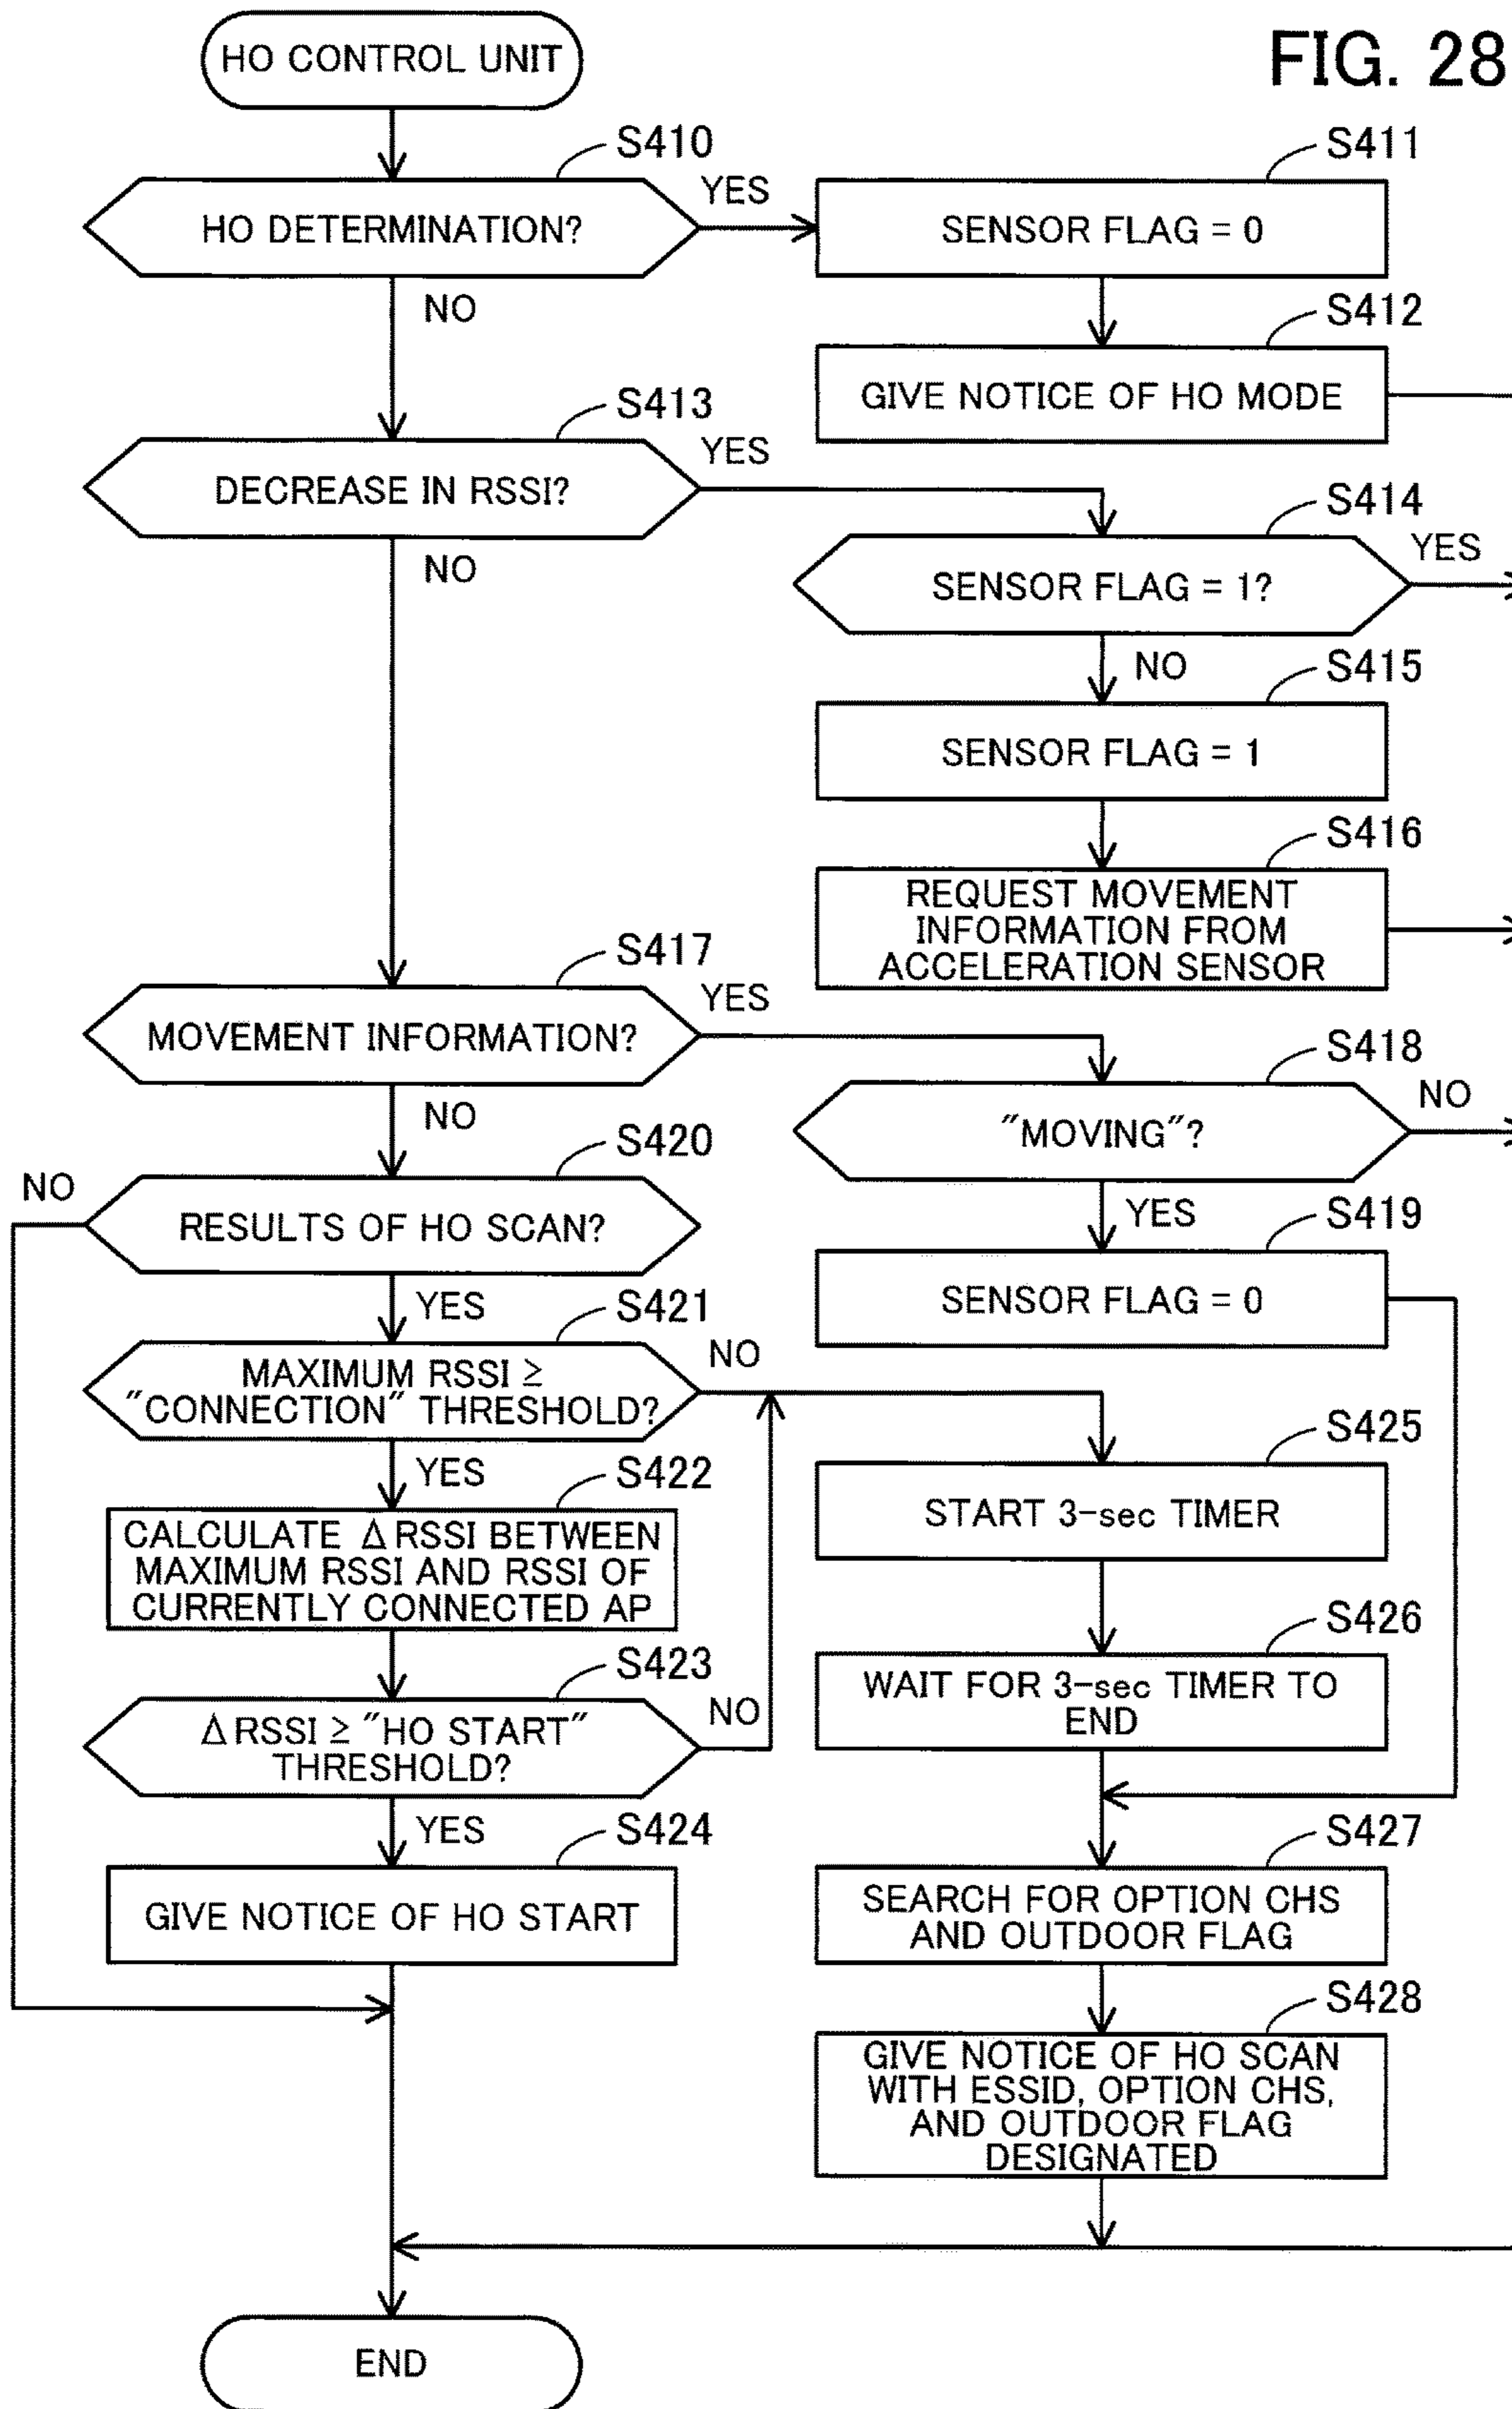 FIG. 28
HO CONTROL UNIT
S410
HO DETERMINATION?
YES
NO
S411
SENSOR FLAG = 0
S412
GIVE NOTICE OF HO MODE
S413
DECREASE IN RSSI?
YES
NO
S414
SENSOR FLAG = 1?
YES
NO
S415
SENSOR FLAG = 1
S416
REQUEST MOVEMENT
INFORMATION FROM
ACCELERATION SENSOR
S417
MOVEMENT INFORMATION?
YES
NO
S418
"MOVING"?
NO
YES
S419
SENSOR FLAG = 0
S420
RESULTS OF HO SCAN?
NO
YES
S421
MAXIMUM RSSI ≥
"CONNECTION" THRESHOLD?
NO
YES
S422
CALCULATE Δ RSSI BETWEEN
MAXIMUM RSSI AND RSSI OF
CURRENTLY CONNECTED AP
S423
Δ RSSI ≥ "HO START"
THRESHOLD?
NO
YES
S424
GIVE NOTICE OF HO START
S425
START 3-sec TIMER
S426
WAIT FOR 3-sec TIMER TO
END
S427
SEARCH FOR OPTION CHS
AND OUTDOOR FLAG
S428
GIVE NOTICE OF HO SCAN
WITH ESSID, OPTION CHS,
AND OUTDOOR FLAG
DESIGNATED
END